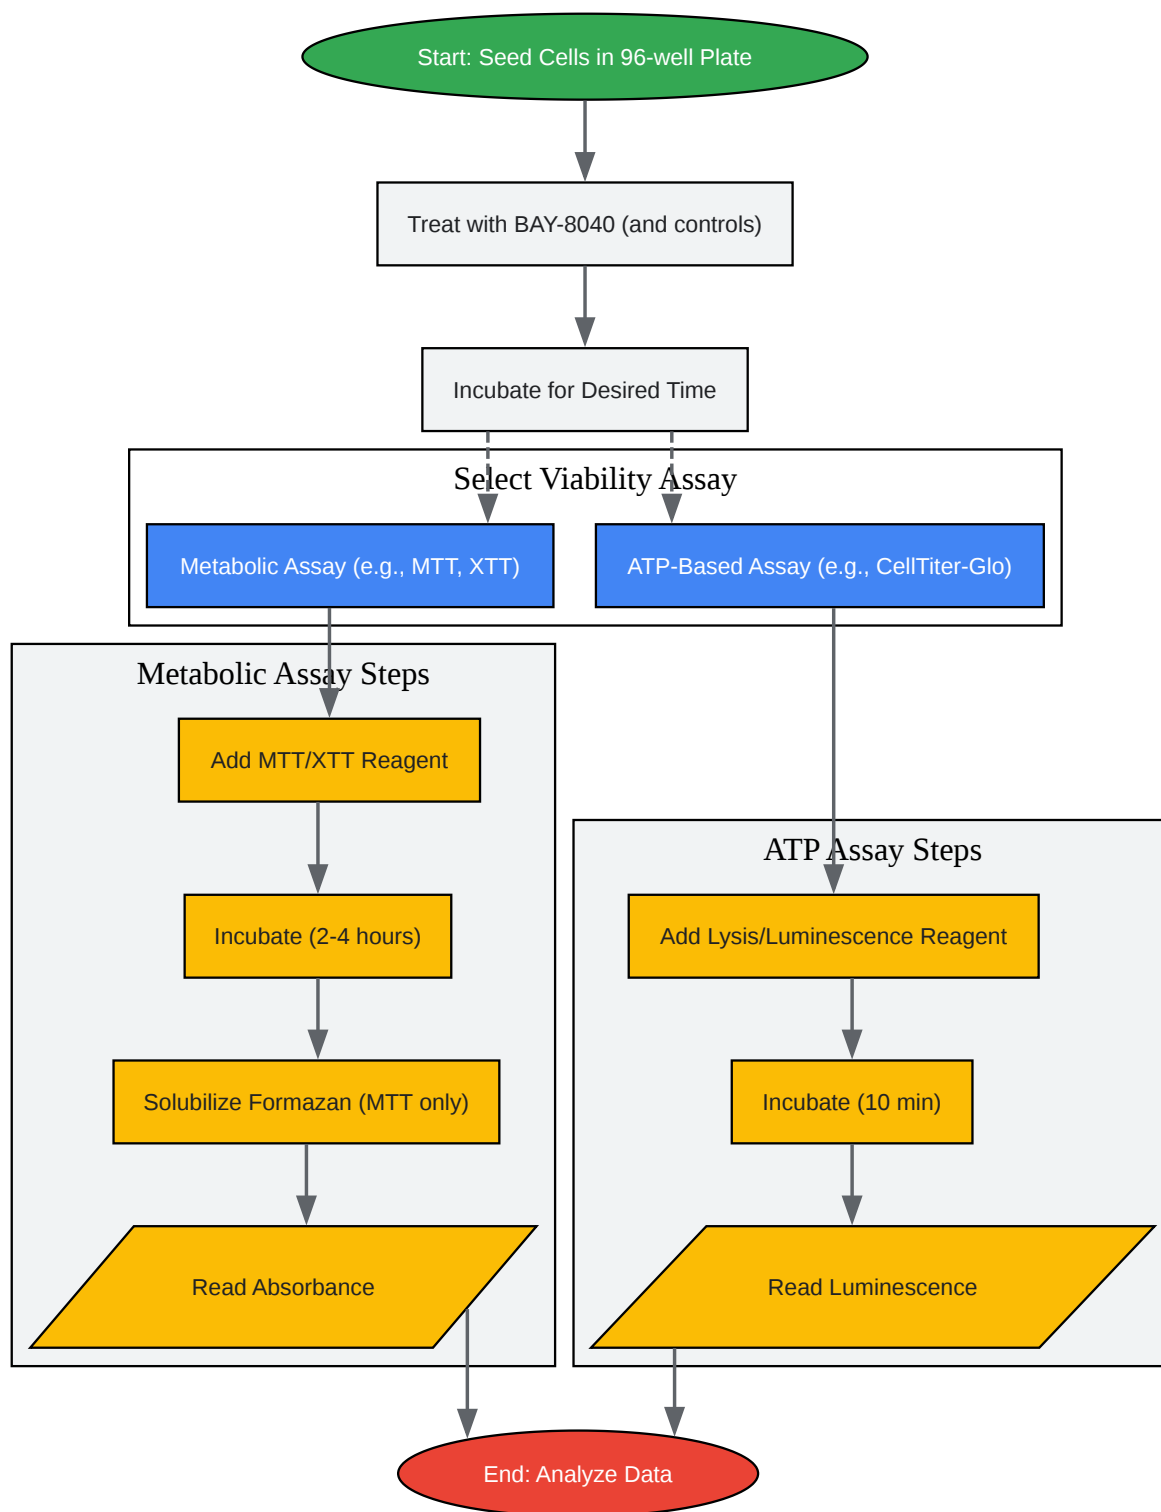 Start: Seed Cells in 96-well Plate
Treat with BAY-8040 (and controls)
Incubate for Desired Time
Select Viability Assay
Metabolic Assay (e.g., MTT, XTT)
ATP-Based Assay (e.g., CellTiter-Glo)
Metabolic Assay Steps
Add MTT/XTT Reagent
Incubate (2-4 hours)
Solubilize Formazan (MTT only)
Read Absorbance
ATP Assay Steps
Add Lysis/Luminescence Reagent
Incubate (10 min)
Read Luminescence
End: Analyze Data